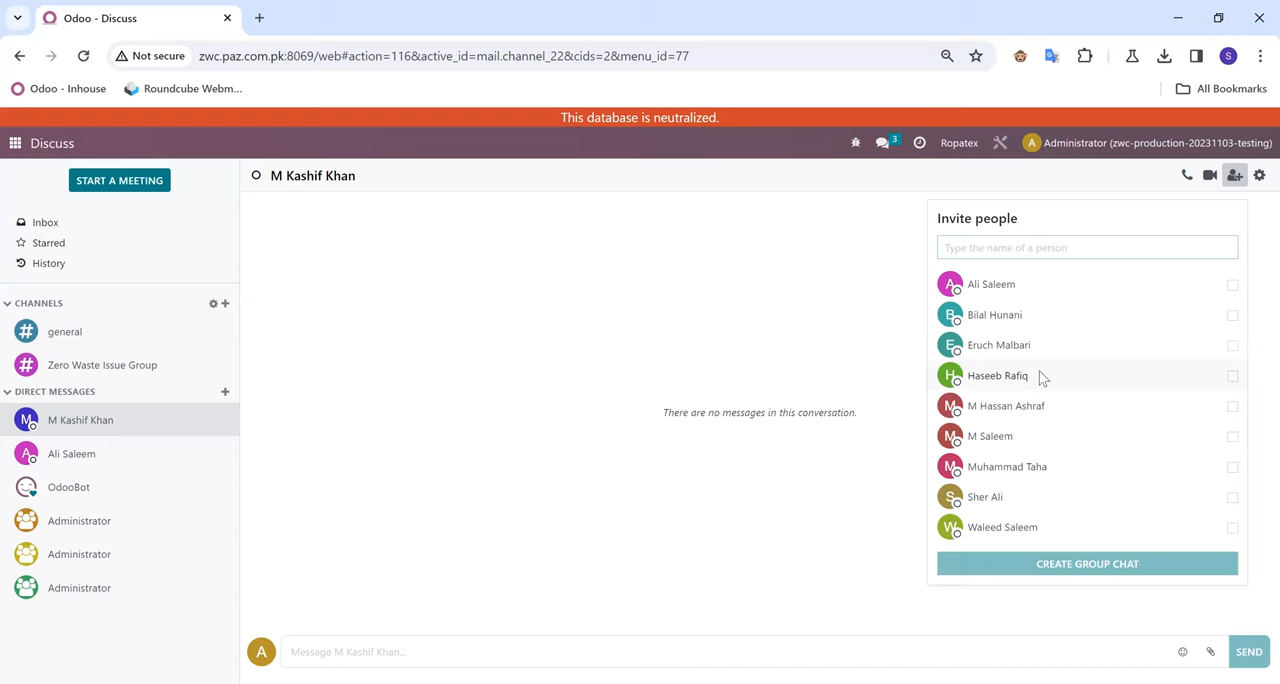 Odoo - Discuss
Not secure
zwc.paz.com.pk:8069/web#action=116&active_id=mail.channel_22&cids=2&menu_id=77
S
Odoo - Inhouse
Roundcube Webm...
All Bookmarks
This database is neutralized.
Discuss
3
Ropatex
A
Administrator (zwc-production-20231103-testing)
START A MEETING
M Kashif Khan
Inbox
Starred
History
CHANNELS
# general
# Zero Waste Issue Group
DIRECT MESSAGES
M M Kashif Khan
A Ali Saleem
OdooBot
Administrator
Administrator
Administrator
There are no messages in this conversation.
Invite people
Type the name of a person
A Ali Saleem
B Bilal Hunani
E Eruch Malbari
H Haseeb Rafiq
M M Hassan Ashraf
M M Saleem
M Muhammad Taha
S Sher Ali
W Waleed Saleem
CREATE GROUP CHAT
A
Message M Kashif Khan...
SEND